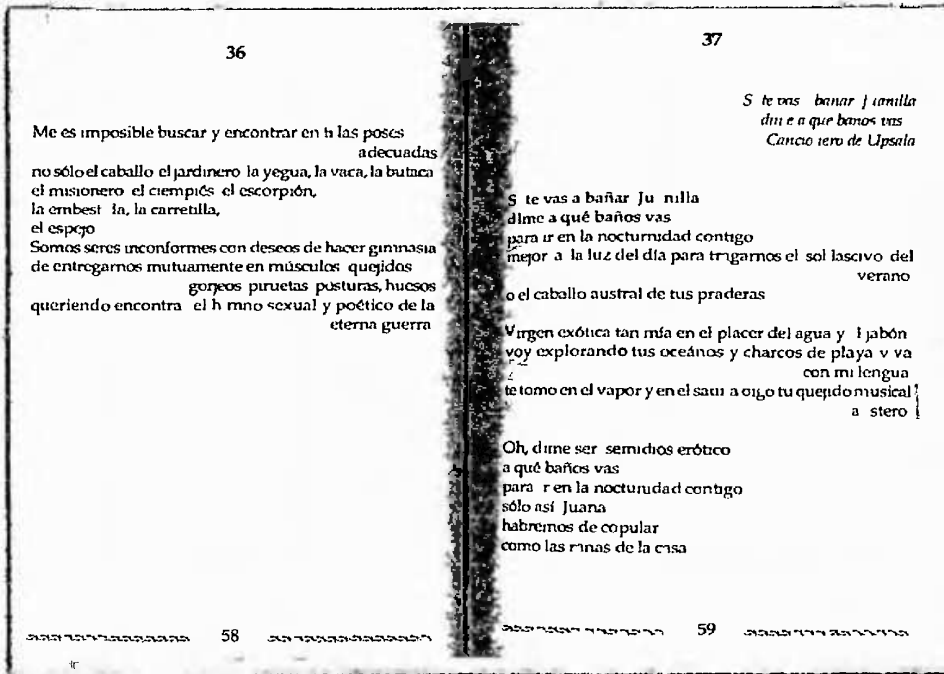 36
Me es imposible buscar y encontrar en ti las poses
adecuadas
no sólo el caballo el jardinero la yegua, la vaca, la butaca
el misionero el ciempiés el escorpión,
la embest la, la carretilla,
el espejo
Somos seres inconformes con deseos de hacer gimnasia
de entregarnos mutuamente en músculos quejidos
gorjeos piruetas posturas, huesos
queriendo encontra el h mno sexual y poético de la
eterna guerra
58
37
S te vas banar J anilla
dim e a que banos vas
Cancio nero de Upsala
S te vas a bañar Ju nilla
dime a qué baños vas
para ir en la nocturnidad contigo
mejor a la luz del día para tragarnos el sol lascivo del
verano
o el caballo austral de tus praderas
Virgen exótica tan mía en el placer del agua y l jabón
voy explorando tus océanos y charcos de playa v va
con mi lengua
te tomo en el vapor y en el sau a oigo tu quejido musical
a stero
Oh, dime ser semidios erótico
a qué baños vas
para r en la nocturnidad contigo
sólo así Juana
habremos de copular
como las ranas de la casa
59